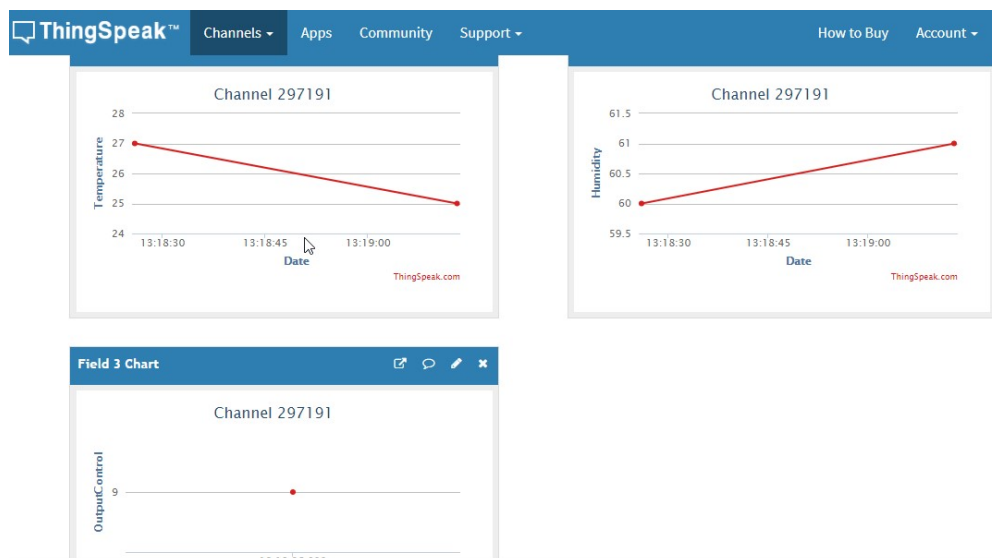 ThingSpeak™ Channels Apps Community Support How to Buy Account
Channel 297191
28
27
26
25
24
Temperature
13:18:30 13:18:45 13:19:00
Date
ThingSpeak.com
Channel 297191
61.5
61
60.5
60
59.5
Humidity
13:18:30 13:18:45 13:19:00
Date
ThingSpeak.com
Field 3 Chart
Channel 297191
OutputControl
9